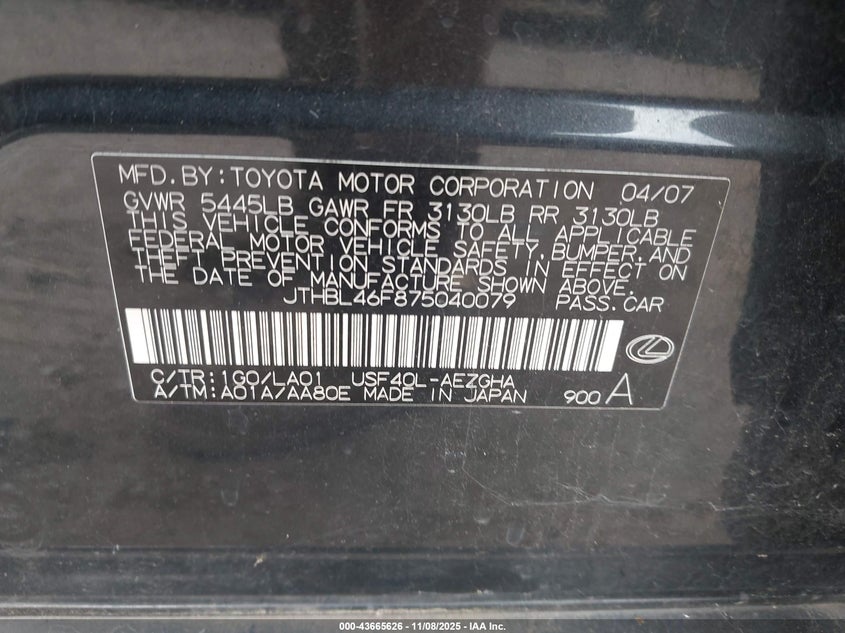 MFD.BY:TOYOTA MOTOR CORPORATION 04/07
GVWR 5445LB GAWR FR 3130LB RR 3130LB
THIS VEHICLE CONFORMS TO ALL APPLICABLE
FEDERAL MOTOR VEHICLE SAFETY,BUMPER,AND
THEFT PREVENTION STANDARDS IN EFFECT ON
THE DATE OF MANUFACTURE SHOWN ABOVE.
JTHBL46F875040079 PASS.CAR
C/TR:1G0/LA01 USF40L-AEZGHA
A/TM:A01A/AA80E MADE IN JAPAN 900 A
000-43665626 - 11/08/2025 - IAA Inc.